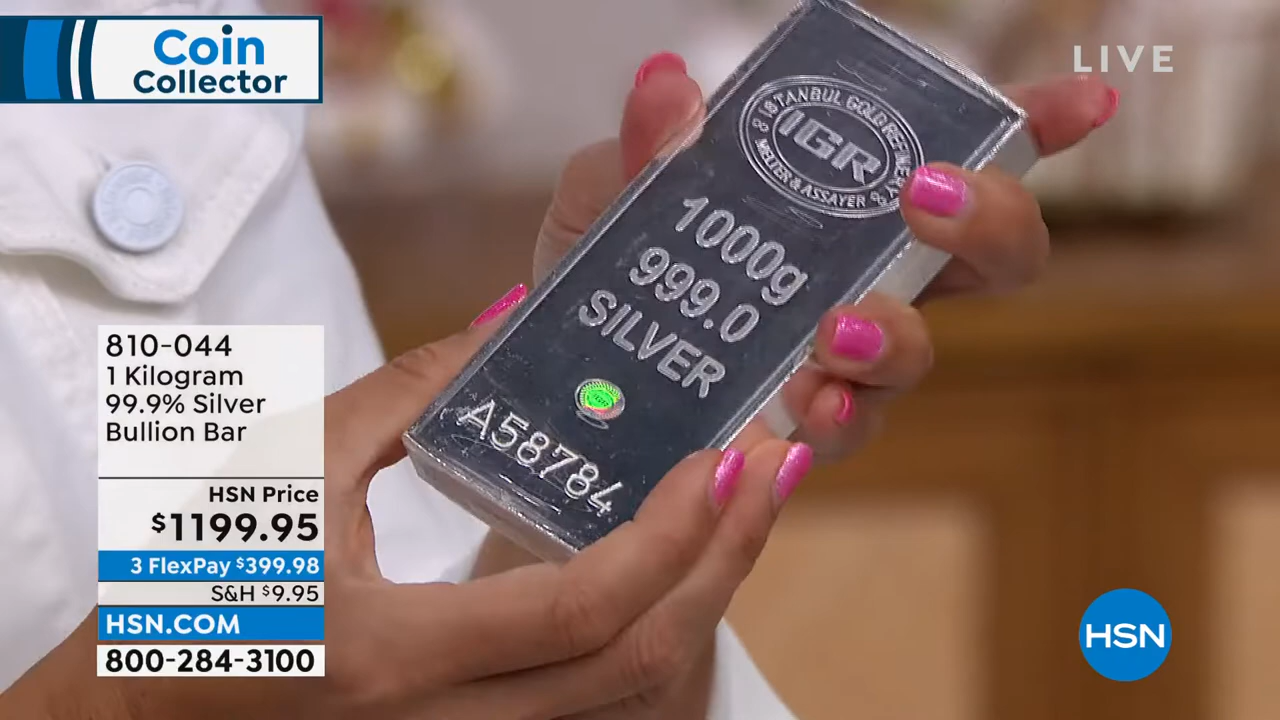 Coin
Collector
LIVE
ISTANBUL GOLD REFINERY
IGR
MELTER & ASSAYER
1000g
999.0
SILVER
A58784
810-044
1 Kilogram
99.9% Silver
Bullion Bar
HSN Price
$1199.95
3 FlexPay $399.98
S&H $9.95
HSN.COM
800-284-3100
HSN